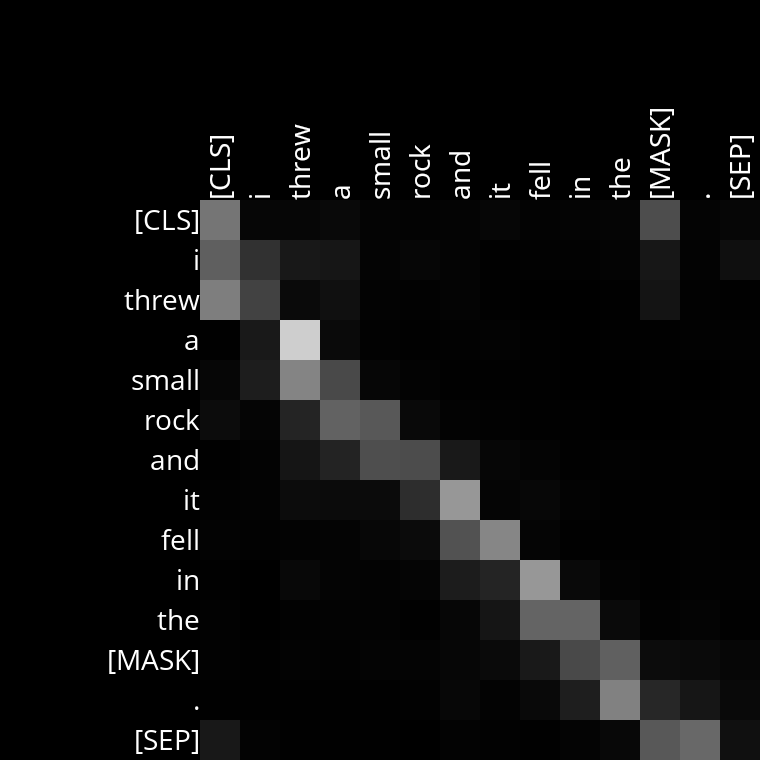 [CLS] i threw a small rock and it fell in the [MASK] . [SEP]
[CLS]
i
threw
a
small
rock
and
it
fell
in
the
[MASK]
.
[SEP]